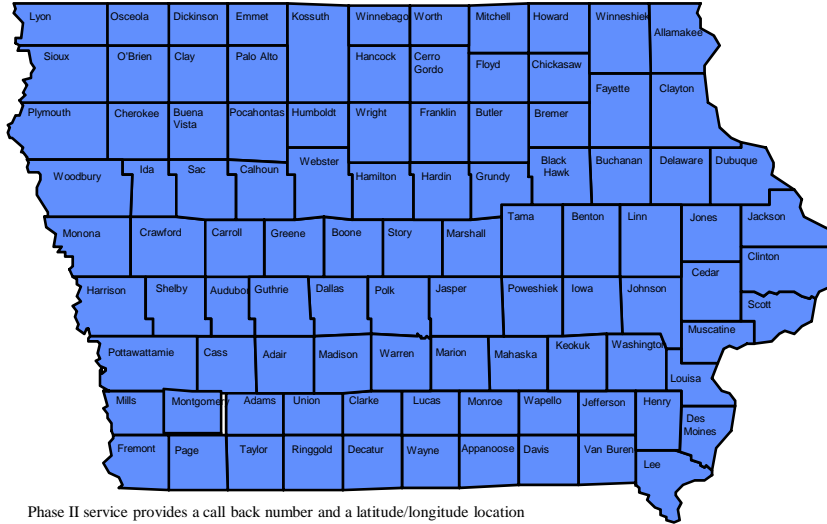 Lyon
Osceola
Dickinson
Emmet
Kossuth
Winnebago
Worth
Mitchell
Howard
Winneshiek
Allamakee
Sioux
O'Brien
Clay
Palo Alto
Hancock
Cerro
Gordo
Floyd
Chickasaw
Fayette
Clayton
Plymouth
Cherokee
Buena
Vista
Pocahontas
Humboldt
Wright
Franklin
Butler
Bremer
Woodbury
Ida
Sac
Calhoun
Webster
Hamilton
Hardin
Grundy
Black
Hawk
Buchanan
Delaware
Dubuque
Monona
Crawford
Carroll
Greene
Boone
Story
Marshall
Tama
Benton
Linn
Jones
Jackson
Clinton
Cedar
Harrison
Shelby
Audubon
Guthrie
Dallas
Polk
Jasper
Poweshiek
Iowa
Johnson
Scott
Muscatine
Pottawattamie
Cass
Adair
Madison
Warren
Marion
Mahaska
Keokuk
Washington
Louisa
Mills
Montgomery
Adams
Union
Clarke
Lucas
Monroe
Wapello
Jefferson
Henry
Des
Moines
Fremont
Page
Taylor
Ringgold
Decatur
Wayne
Appanoose
Davis
Van Buren
Lee
Phase II service provides a call back number and a latitude/longitude location